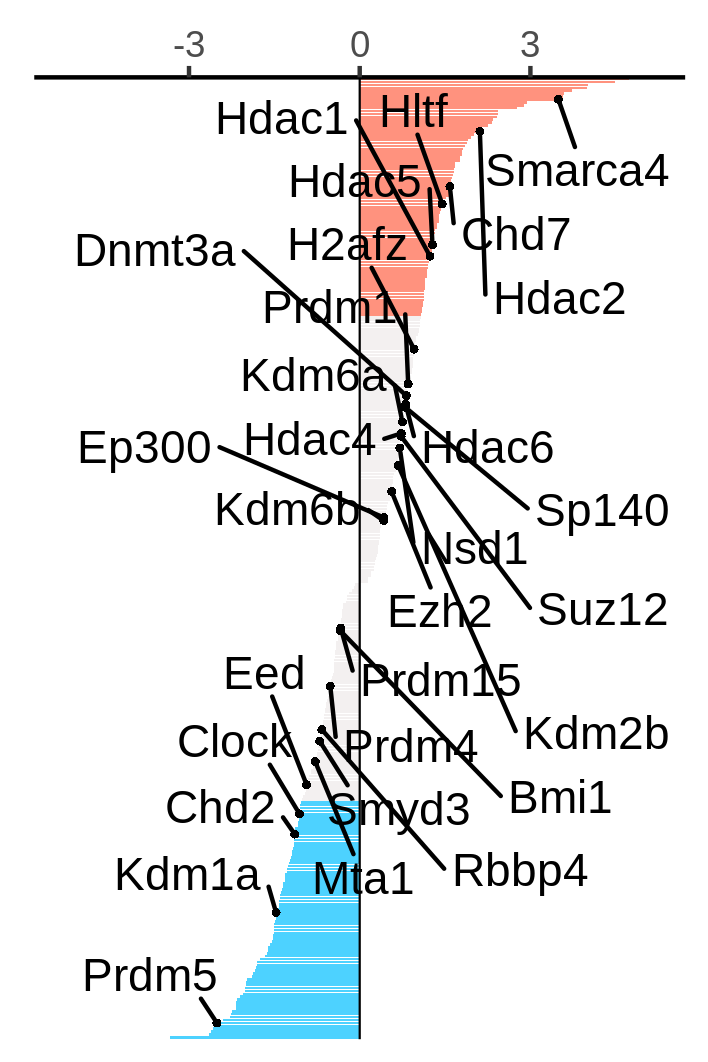 -3 0 3
Hdac1 Hltf
Smarca4
Hdac5
Chd7
Dnmt3a H2afz
Hdac2
Prdm1
Kdm6a
Hdac4 Hdac6
Ep300
Kdm6b Sp140
Nsd1
Ezh2 Suz12
Eed Prdm15
Clock Prdm4 Kdm2b
Chd2 Smyd3 Bmi1
Kdm1a Mta1 Rbbp4
Prdm5